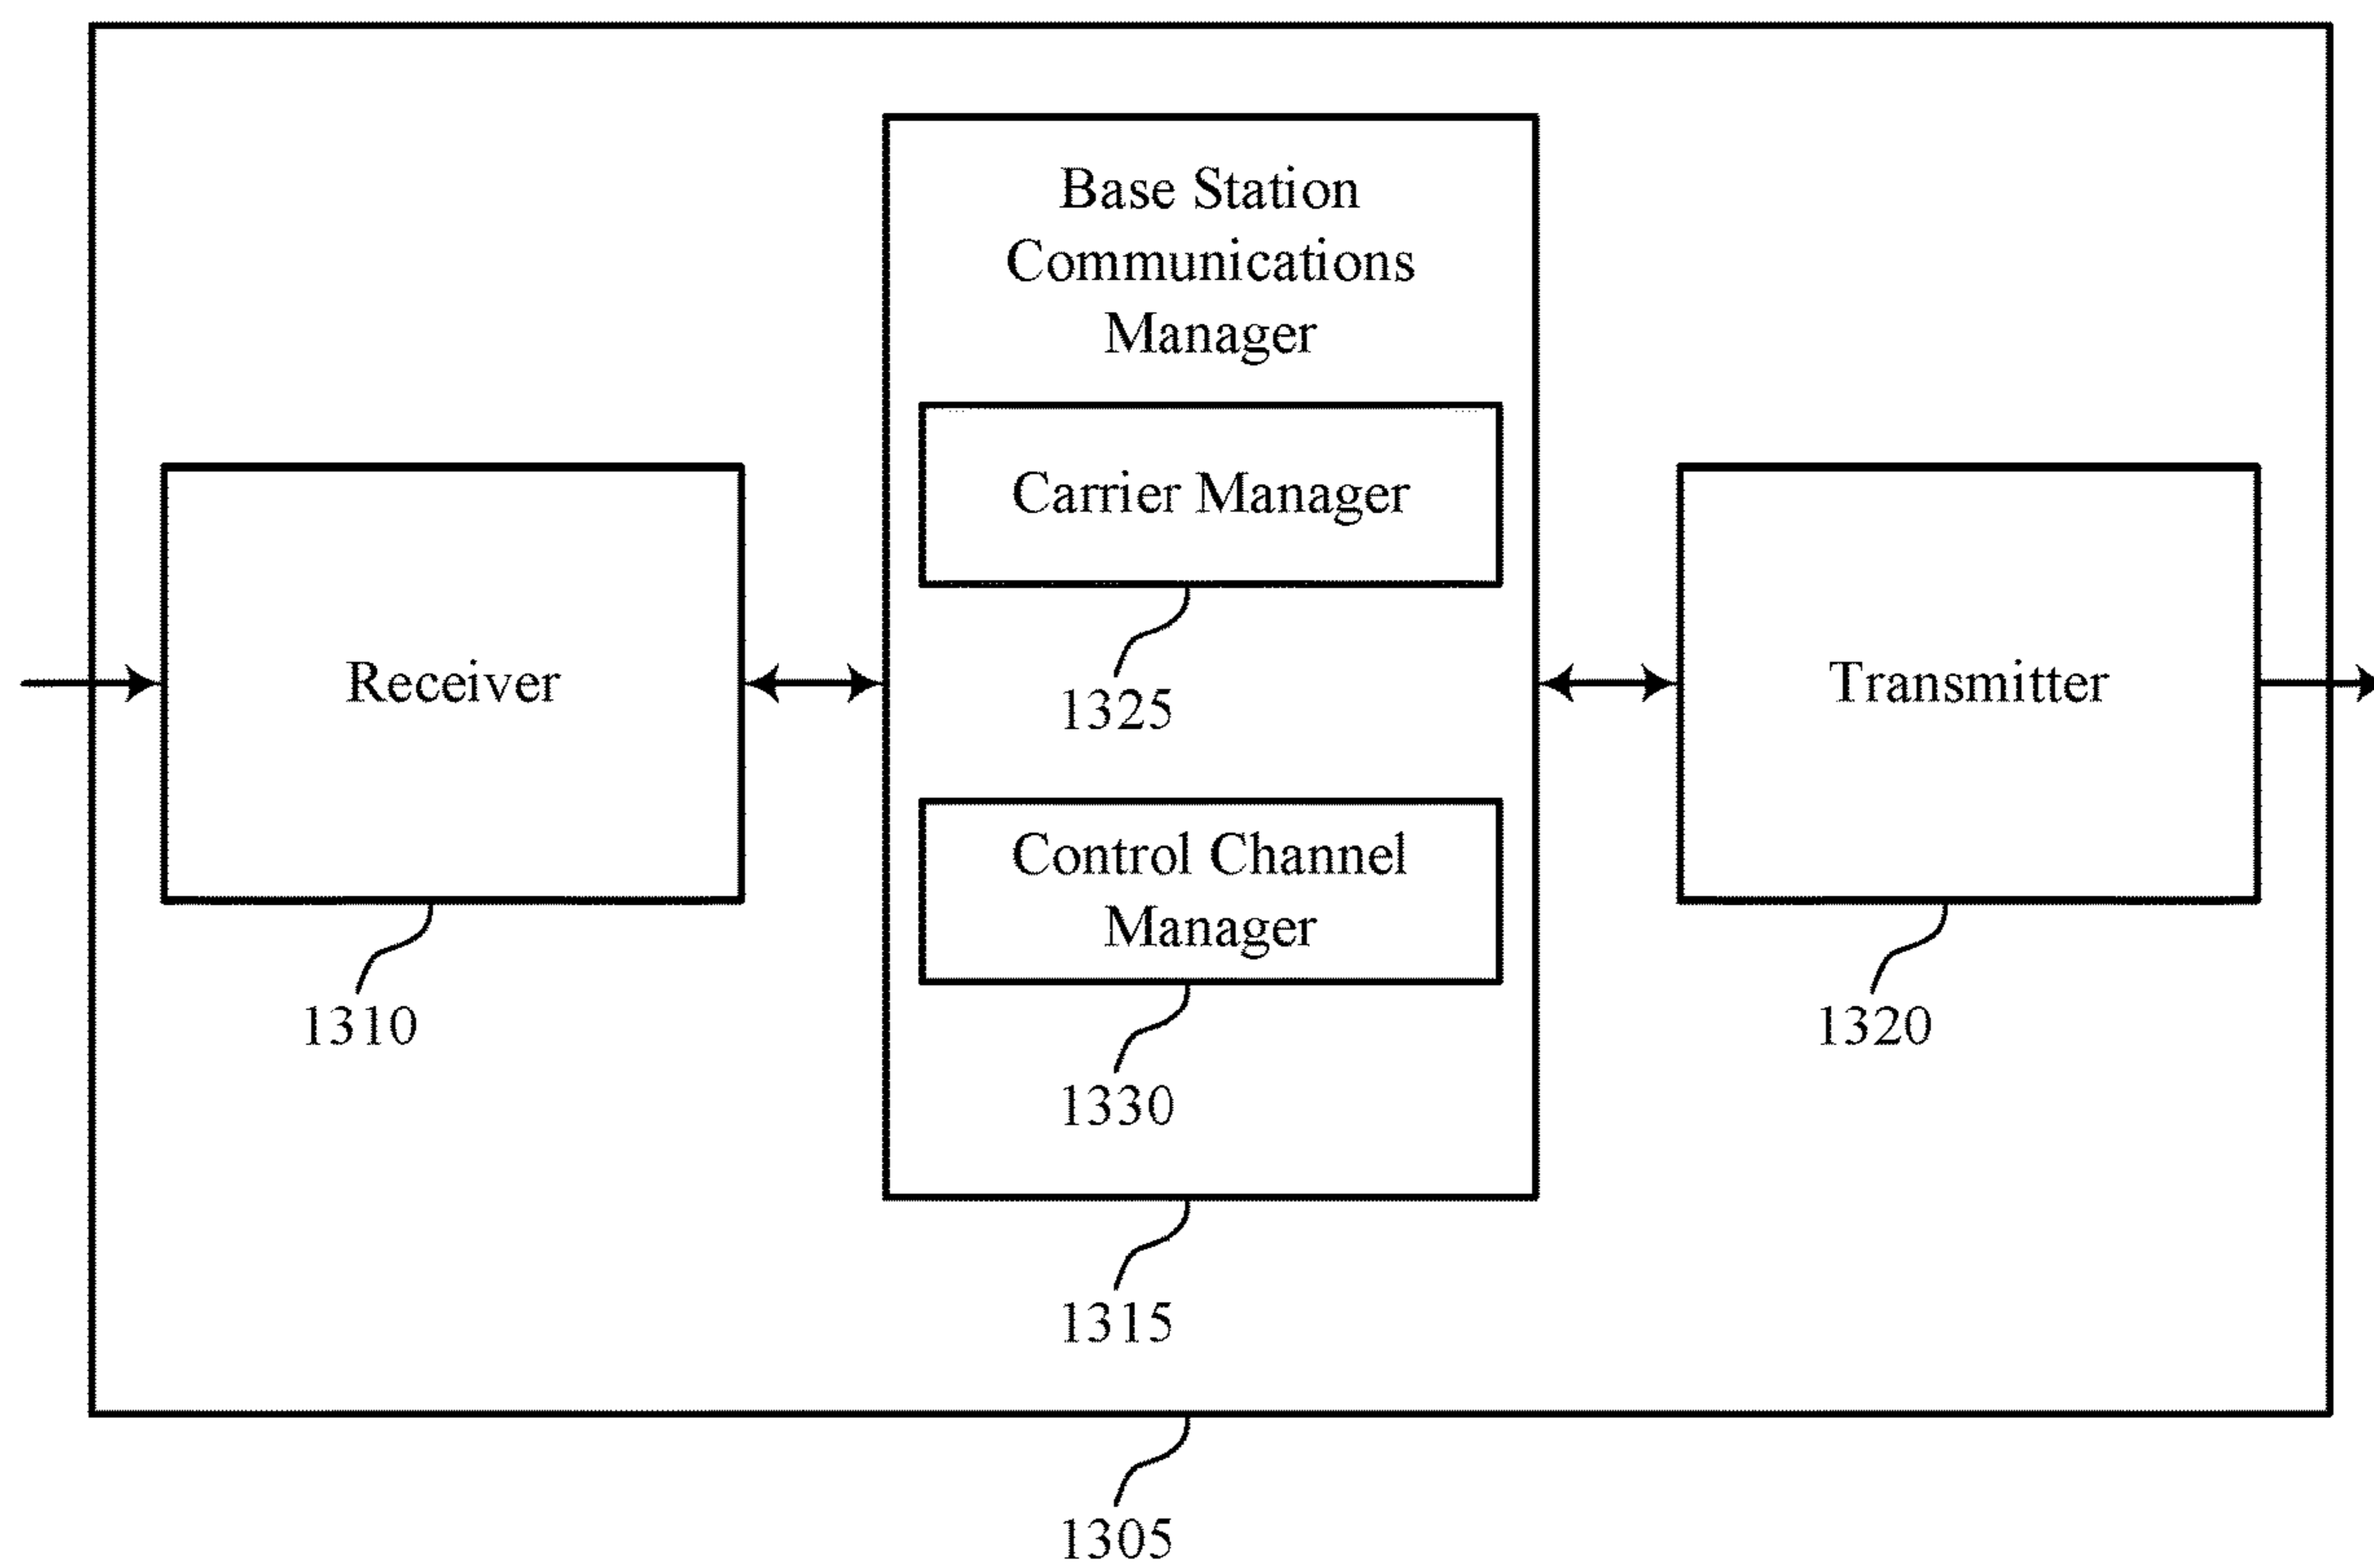 Base Station
Communications
Manager
Carrier Manager
1325
Receiver
1310
Control Channel
Manager
1330
Transmitter
1320
1315
1305